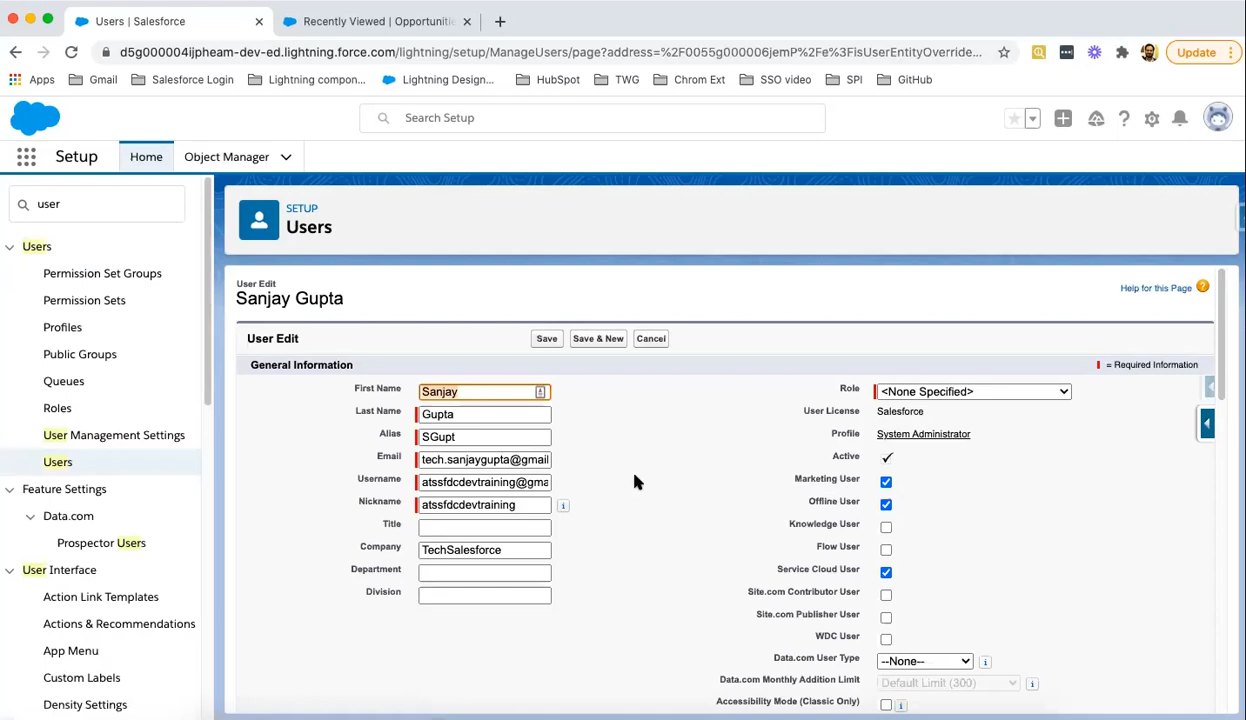 Users | Salesforce
Recently Viewed | Opportunitie
d5g000004ijpheam-dev-ed.lightning.force.com/lightning/setup/ManageUsers/page?address=%2F0055g000006jemP%2Fe%3FisUserEntityOverride...
Update
Apps
Gmail
Salesforce Login
Lightning compon...
Lightning Design...
HubSpot
TWG
Chrom Ext
SSO video
SPI
GitHub
Search Setup
Setup
Home
Object Manager
user
Users
Permission Set Groups
Permission Sets
Profiles
Public Groups
Queues
Roles
User Management Settings
Users
Feature Settings
Data.com
Prospector Users
User Interface
Action Link Templates
Actions & Recommendations
App Menu
Custom Labels
Density Settings
SETUP
Users
User Edit
Sanjay Gupta
Help for this Page
User Edit
Save
Save & New
Cancel
General Information
= Required Information
First Name Sanjay
Last Name Gupta
Alias SGupt
Email tech.sanjaygupta@gmail
Username atssfdcdevtraining@gma
Nickname atssfdcdevtraining
Title
Company TechSalesforce
Department
Division
Role <None Specified>
User License Salesforce
Profile System Administrator
Active
Marketing User
Offline User
Knowledge User
Flow User
Service Cloud User
Site.com Contributor User
Site.com Publisher User
WDC User
Data.com User Type --None--
Data.com Monthly Addition Limit Default Limit (300)
Accessibility Mode (Classic Only)